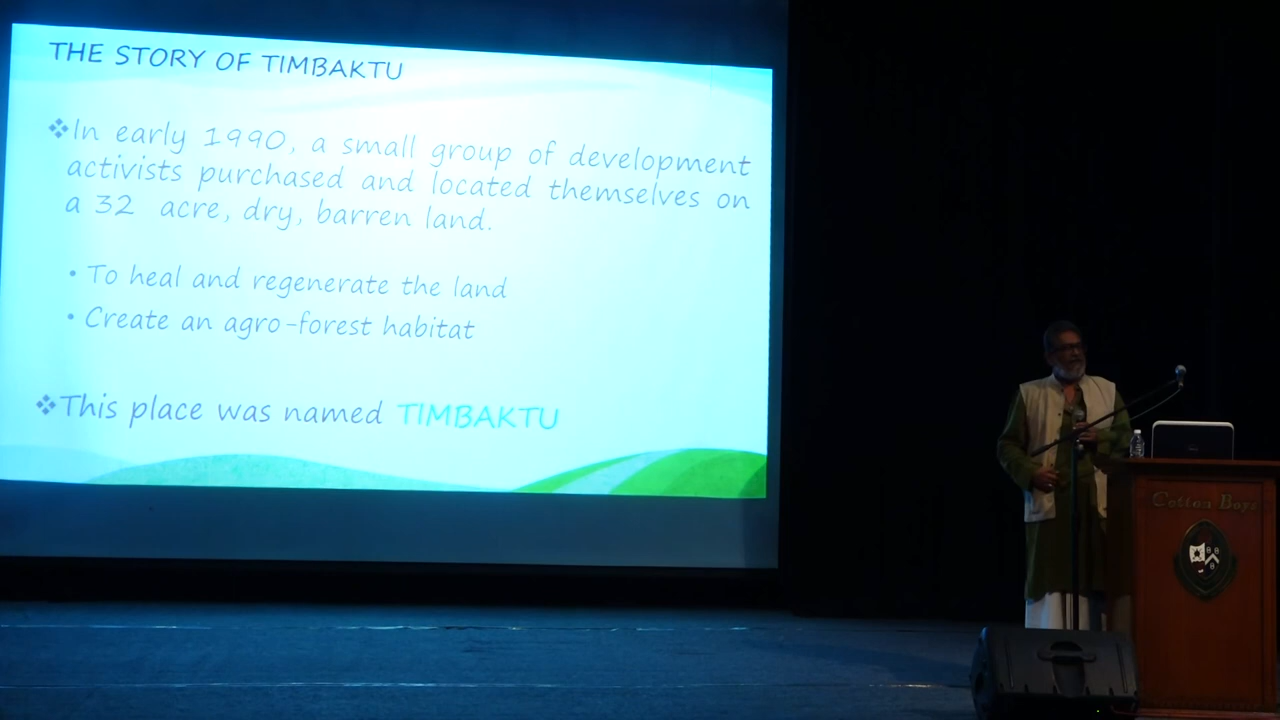 THE STORY OF TIMBAKTU
❖In early 1990, a small group of development
activists purchased and located themselves on
a 32 acre, dry, barren land.
• To heal and regenerate the land
• Create an agro-forest habitat
❖This place was named TIMBAKTU
Cotton Boys